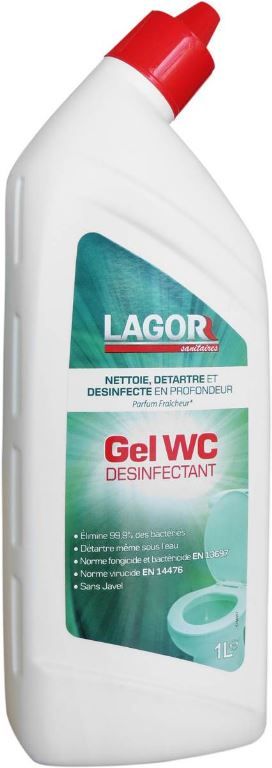 LAGOR
sanitaires
NETTOIE, DETARTRE ET
DESINFECTE EN PROFONDEUR
Parfum Fraîcheur*
Gel WC
DESINFECTANT
• Élimine 99,9% des bactéries
• Détartre même sous l'eau
• Norme fongicide et bactéricide EN 13697
• Norme virucide EN 14476
• Sans Javel
1L